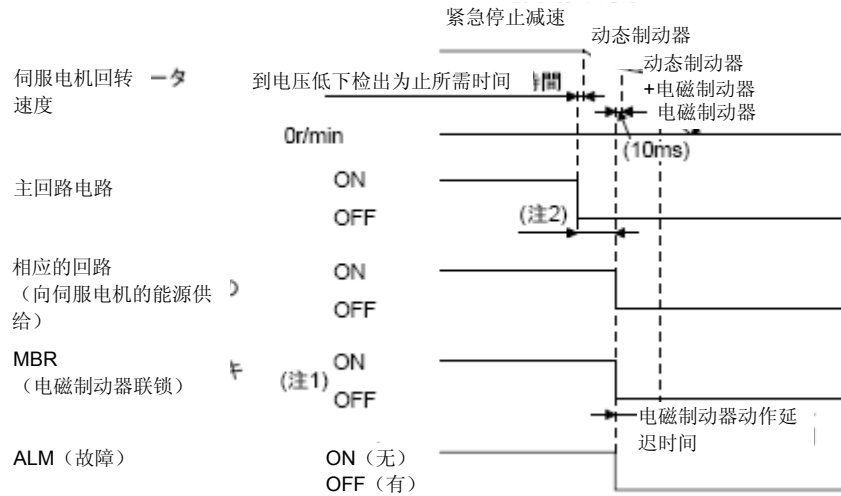 紧急停止减速
动态制动器
伺服电机回转 ータ
速度
到电压低下检出为止所需时间 時間
动态制动器
+电磁制动器
电磁制动器
0r/min
(10ms)
主回路电路
ON
OFF
(注2)
相应的回路
（向伺服电机的能源供
给）
ON
OFF
MBR
（电磁制动器联锁）
(注1)
ON
OFF
电磁制动器动作延
迟时间
ALM（故障）
ON（无）
OFF（有）